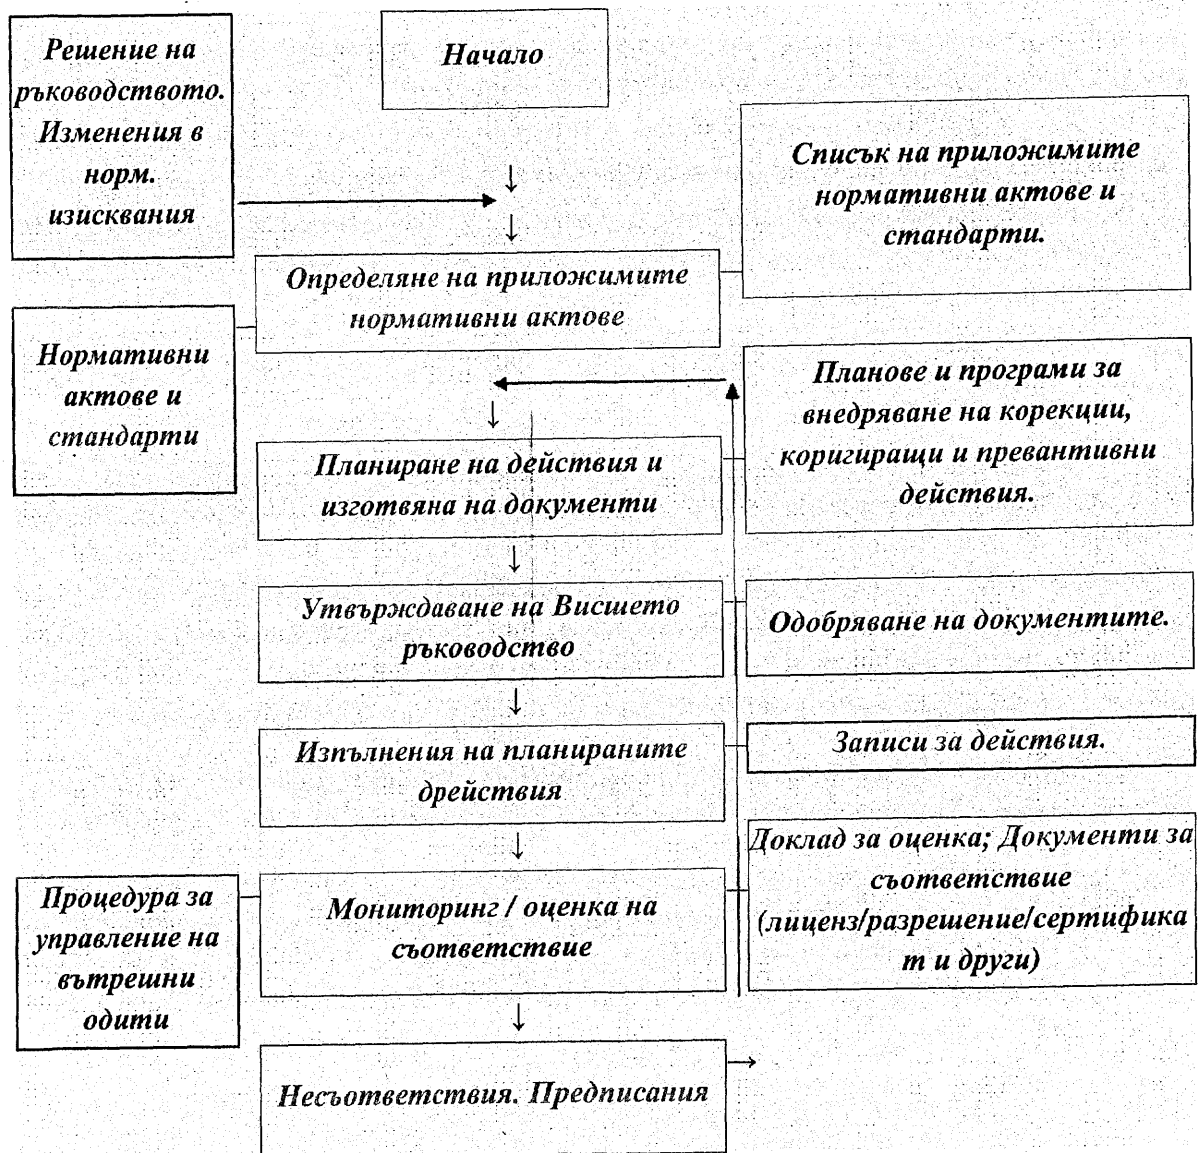 Решение на
ръководството.
Изменения в
норм.
изисквания
Начало
Списък на приложимите
нормативни актове и
стандарти.
Определяне на приложимите
нормативни актове
Нормативни
актове и
стандарти
Планове и програми за
внедряване на корекции,
коригиращи и превантивни
действия.
Планиране на действия и
изготвяна на документи
Утвърждаване на Висшето
ръководство
Одобряване на документите.
Изпълнения на планираните
дрействия
Записи за действия.
Процедура за
управление на
вътрешни
одити
Мониторинг / оценка на
съответствие
Доклад за оценка; Документи за
съответствие
(лиценз/разрешение/сертифика
т и други)
Несъответствия. Предписания